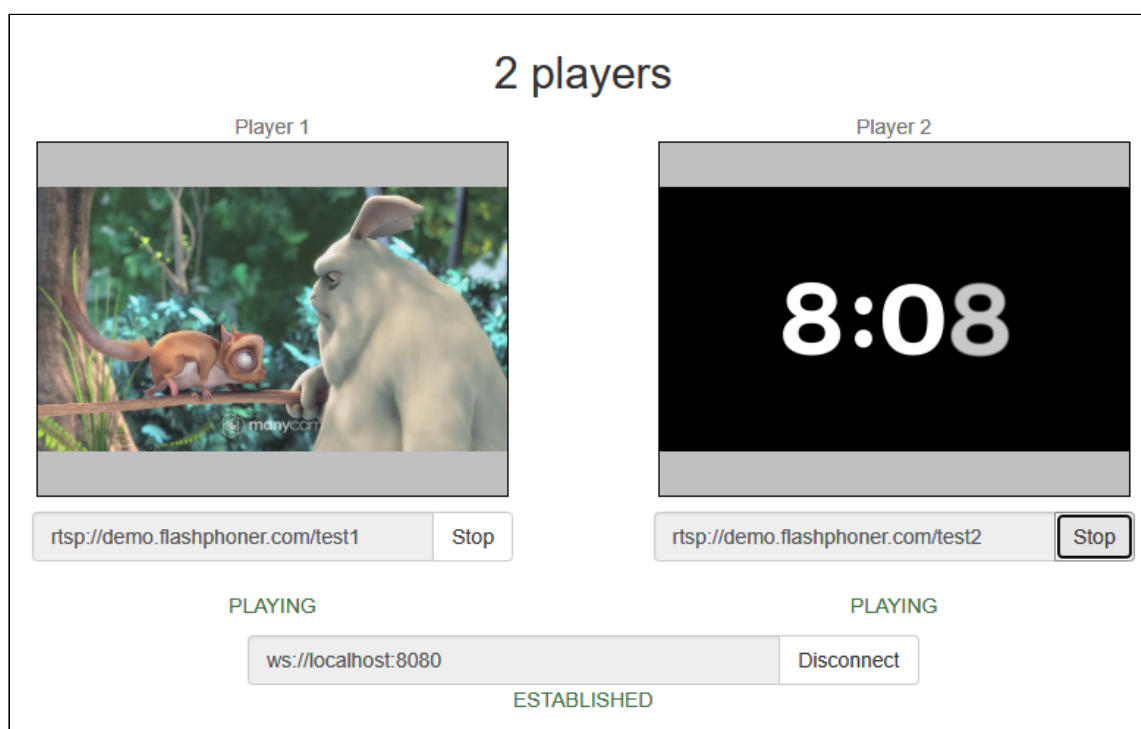 2 players
Player 1
Player 2
manycam
8:08
rtsp://demo.flashphoner.com/test1
Stop
rtsp://demo.flashphoner.com/test2
Stop
PLAYING
PLAYING
ws://localhost:8080
Disconnect
ESTABLISHED